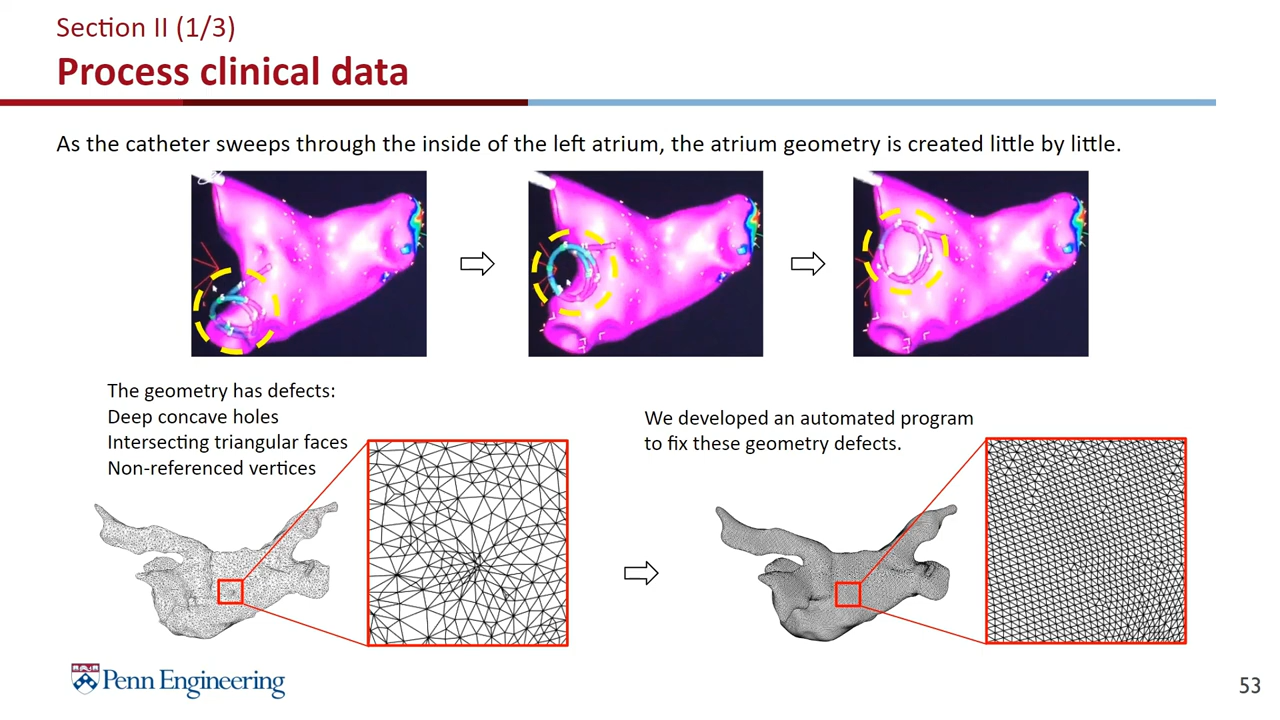 Section II (1/3)
Process clinical data
As the catheter sweeps through the inside of the left atrium, the atrium geometry is created little by little.
The geometry has defects:
Deep concave holes
Intersecting triangular faces
Non-referenced vertices
We developed an automated program
to fix these geometry defects.
Penn Engineering
53